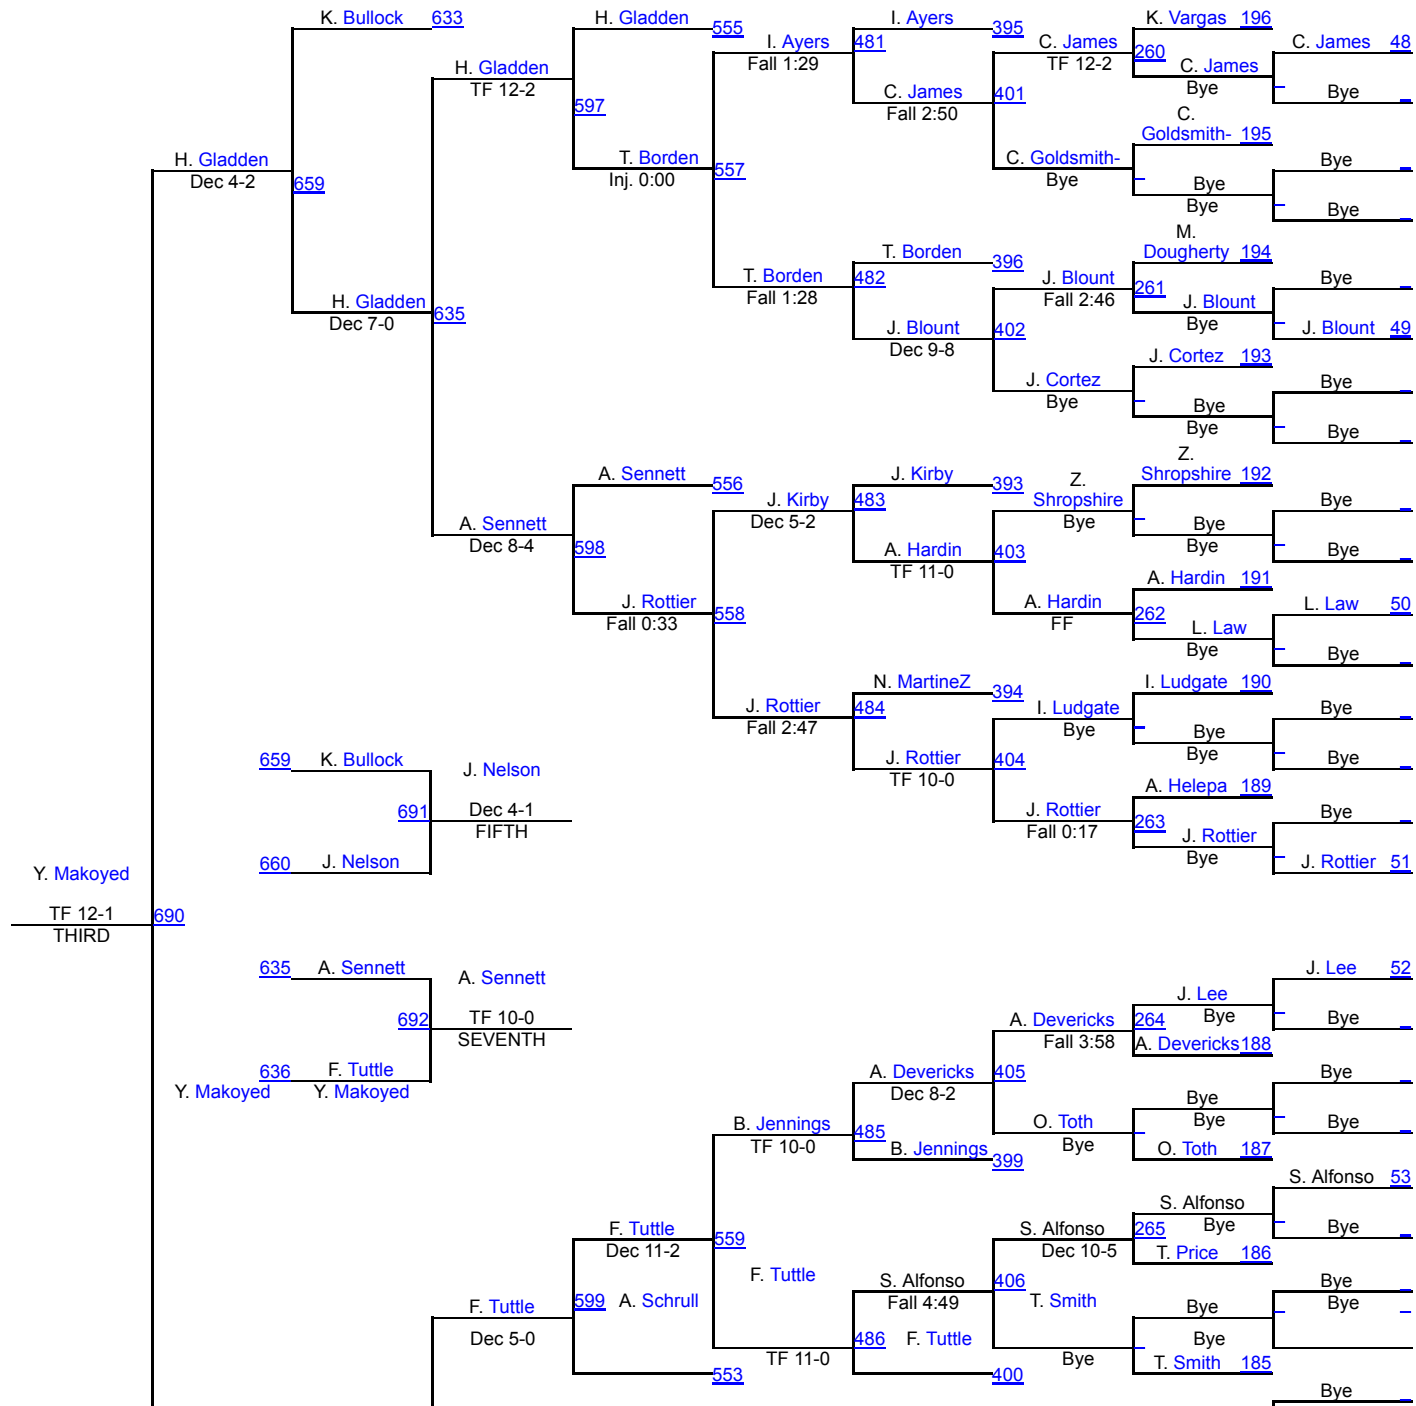 K. Bullock 633
H. Gladden 555
I. Ayers 395
K. Vargas 196
I. Ayers 481
Fall 1:29
C. James
TF 12-2
260
C. James 48
H. Gladden
TF 12-2
C. James
Bye
597
C. James
Fall 2:50
401
Bye
C.
Goldsmith- 195
H. Gladden
Dec 4-2
659
T. Borden
Inj. 0:00
557
C. Goldsmith-
Bye
Bye
Bye
Bye
Bye
M.
Dougherty 194
T. Borden 396
T. Borden
Fall 1:28
482
J. Blount
Fall 2:46
261
Bye
H. Gladden
Dec 7-0
635
J. Blount
Bye
J. Blount
Dec 9-8
402
J. Blount 49
J. Cortez 193
J. Cortez
Bye
Bye
Bye
Bye
Bye
Z.
Shropshire 192
A. Sennett 556
J. Kirby 393
Z.
Shropshire
Bye
J. Kirby
Dec 5-2
483
Bye
A. Sennett
Dec 8-4
598
Bye
Bye
A. Hardin
TF 11-0
403
Bye
A. Hardin 191
J. Rottier
Fall 0:33
558
A. Hardin
FF
262
L. Law 50
L. Law
Bye
Bye
N. MartineZ 394
I. Ludgate 190
J. Rottier
Fall 2:47
484
I. Ludgate
Bye
Bye
Bye
Bye
659 K. Bullock
J. Nelson
J. Rottier
TF 10-0
404
Bye
A. Helepa 189
691
Dec 4-1
FIFTH
J. Rottier
Fall 0:17
263
Bye
J. Rottier
Bye
660 J. Nelson
J. Rottier 51
Y. Makoyed
TF 12-1
THIRD
690
635 A. Sennett
A. Sennett
J. Lee 52
J. Lee
Bye
692
TF 10-0
SEVENTH
A. Devericks
Fall 3:58
264
Bye
A. Devericks 188
636 F. Tuttle
Y. Makoyed Y. Makoyed
A. Devericks
Dec 8-2
405
Bye
Bye
Bye
B. Jennings
TF 10-0
485
O. Toth
Bye
Bye
B. Jennings 399
O. Toth 187
S. Alfonso 53
S. Alfonso
Bye
F. Tuttle
Dec 11-2
559
S. Alfonso
Dec 10-5
265
Bye
T. Price 186
F. Tuttle
S. Alfonso
Fall 4:49
406
Bye
Bye
F. Tuttle
599
A. Schrull
T. Smith
Bye
Dec 5-0
486
F. Tuttle
Bye
TF 11-0
Bye
T. Smith 185
553
400
Bye